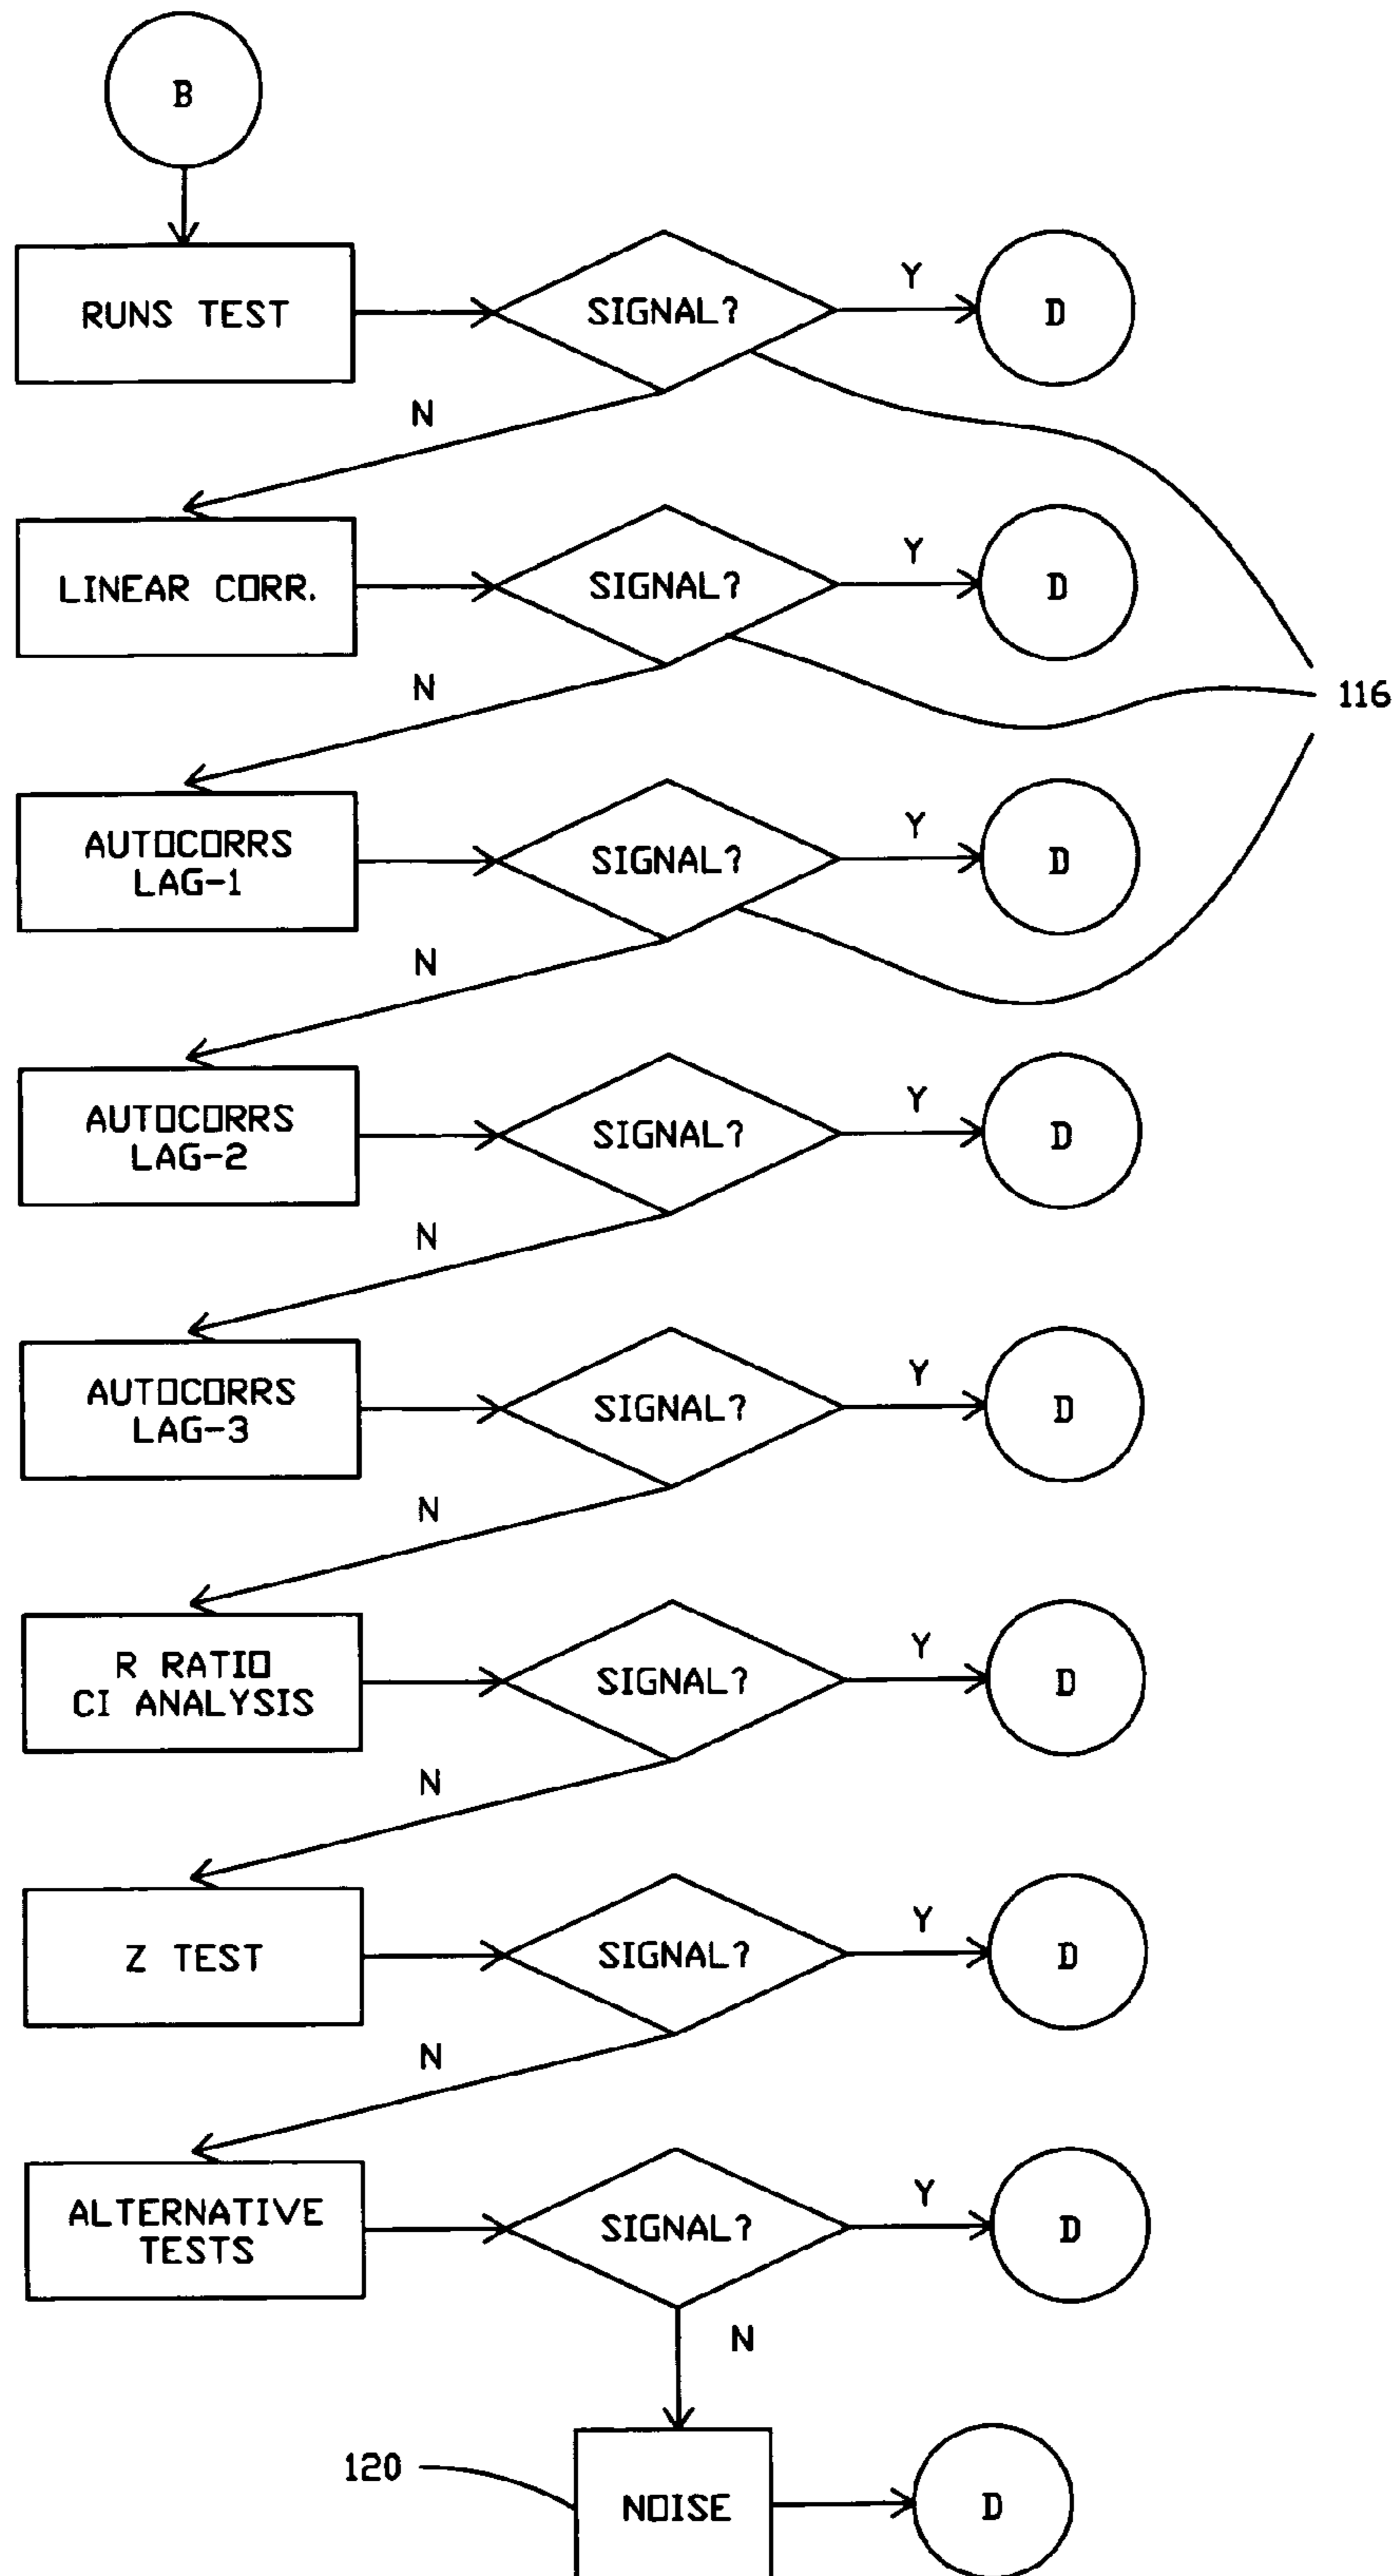 B
RUNS TEST
SIGNAL?
Y
D
N
LINEAR CORR.
SIGNAL?
Y
D
N
116
AUTOCORRS
LAG-1
SIGNAL?
Y
D
N
AUTOCORRS
LAG-2
SIGNAL?
Y
D
N
AUTOCORRS
LAG-3
SIGNAL?
Y
D
N
R RATIO
CI ANALYSIS
SIGNAL?
Y
D
N
Z TEST
SIGNAL?
Y
D
N
ALTERNATIVE
TESTS
SIGNAL?
Y
D
N
120
NOISE
D